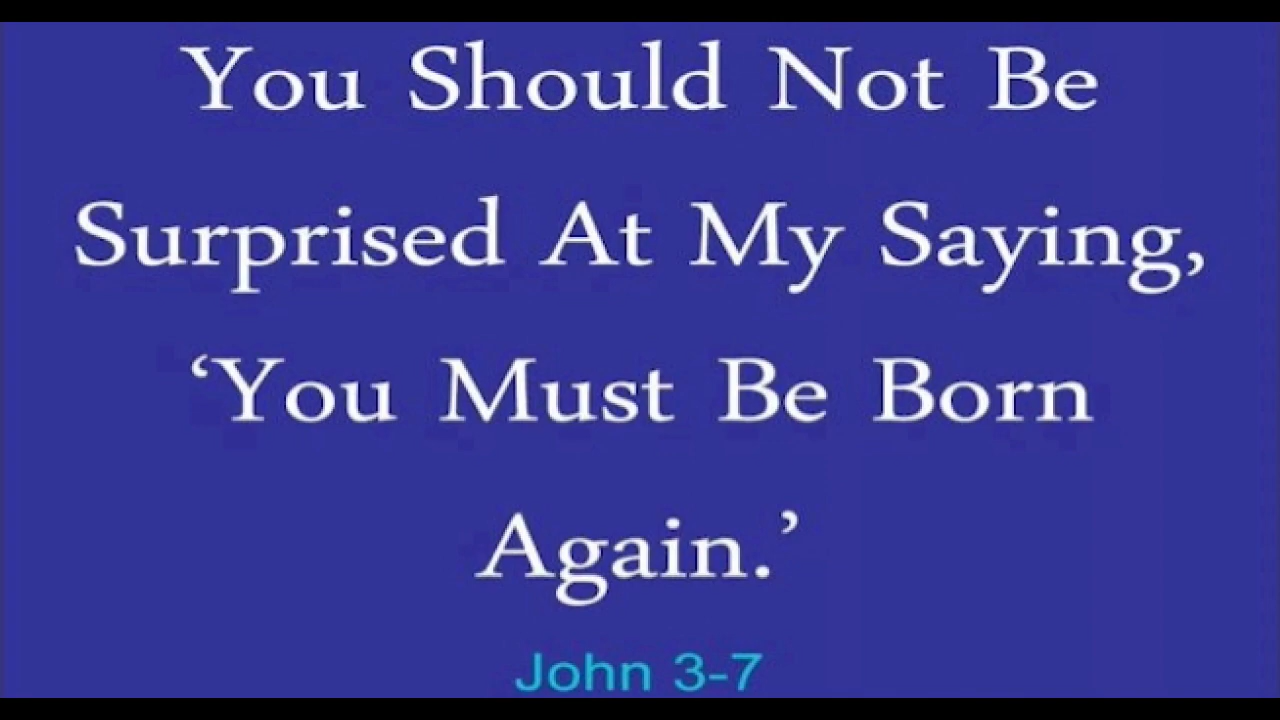 You Should Not Be
Surprised At My Saying,
‘You Must Be Born
Again.’
John 3-7